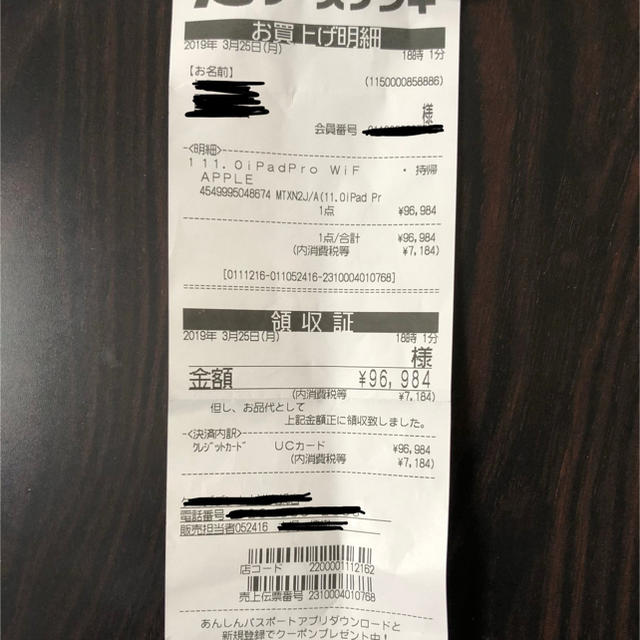 お買上げ明細
2019年 3月25日(月) 18時 1分
【お名前】 (1150000858886)
様
会員番号
-<明細>-
1 11.0iPadPro WiF ・持帰
APPLE
4549995048674 MTXN2J/A(11.0iPad Pr
1点 ¥96,984
1点/合計 ¥96,984
(内消費税等 ¥7,184)
[0111216-011052416-2310004010768]
領収証
2019年 3月25日(月) 18時 1分
様
金額 ¥96,984
(内消費税等 ¥7,184)
但し、お品代として
上記金額正に領収致しました。
-<決済内訳>-
クレジットカード UCカード ¥96,984
(内消費税等 ¥7,184)
電話番号
販売担当者052416
店コード 2200001112162
売上伝票番号 2310004010768
あんしんパスポートアプリダウンロードと
新規登録でクーポンプレゼント中!